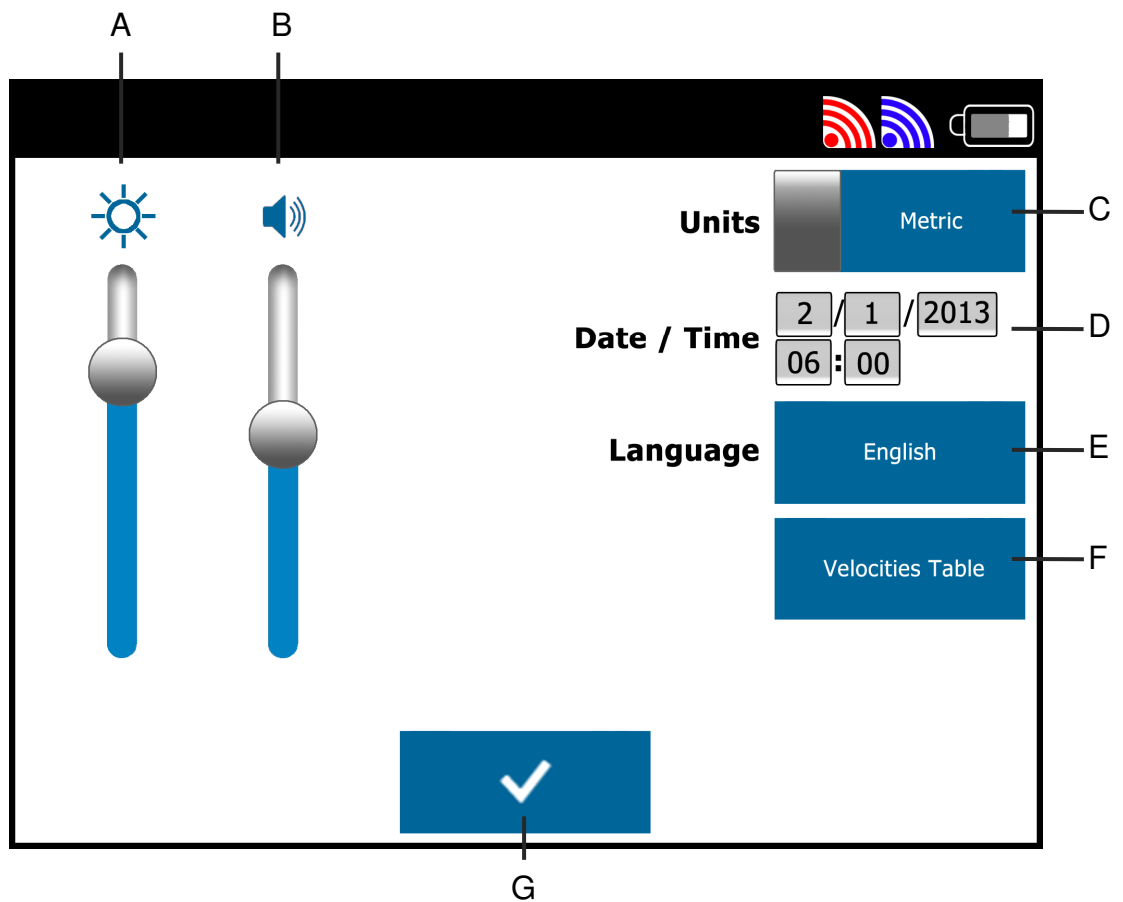 A B
Units Metric C
2 / 1 / 2013 D
Date / Time
06 : 00
Language English E
Velocities Table F
G